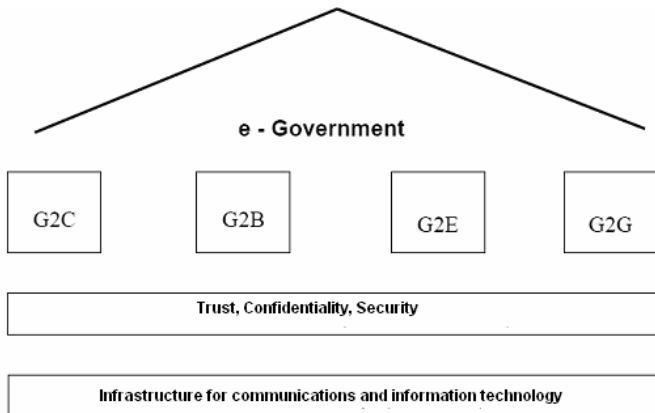 e - Government
G2C G2B G2E G2G
Trust, Confidentiality, Security
Infrastructure for communications and information technology